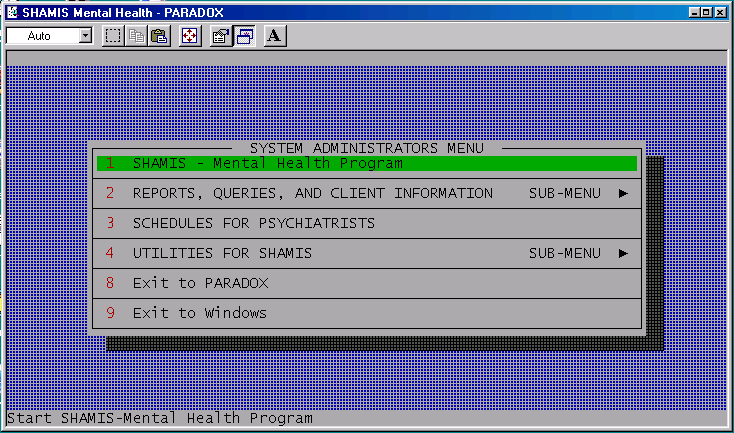 SHAMIS Mental Health - PARADOX
Auto
A
SYSTEM ADMINISTRATORS MENU
1 SHAMIS - Mental Health Program
2 REPORTS, QUERIES, AND CLIENT INFORMATION SUB-MENU ►
3 SCHEDULES FOR PSYCHIATRISTS
4 UTILITIES FOR SHAMIS SUB-MENU ►
8 Exit to PARADOX
9 Exit to Windows
Start SHAMIS-Mental Health Program